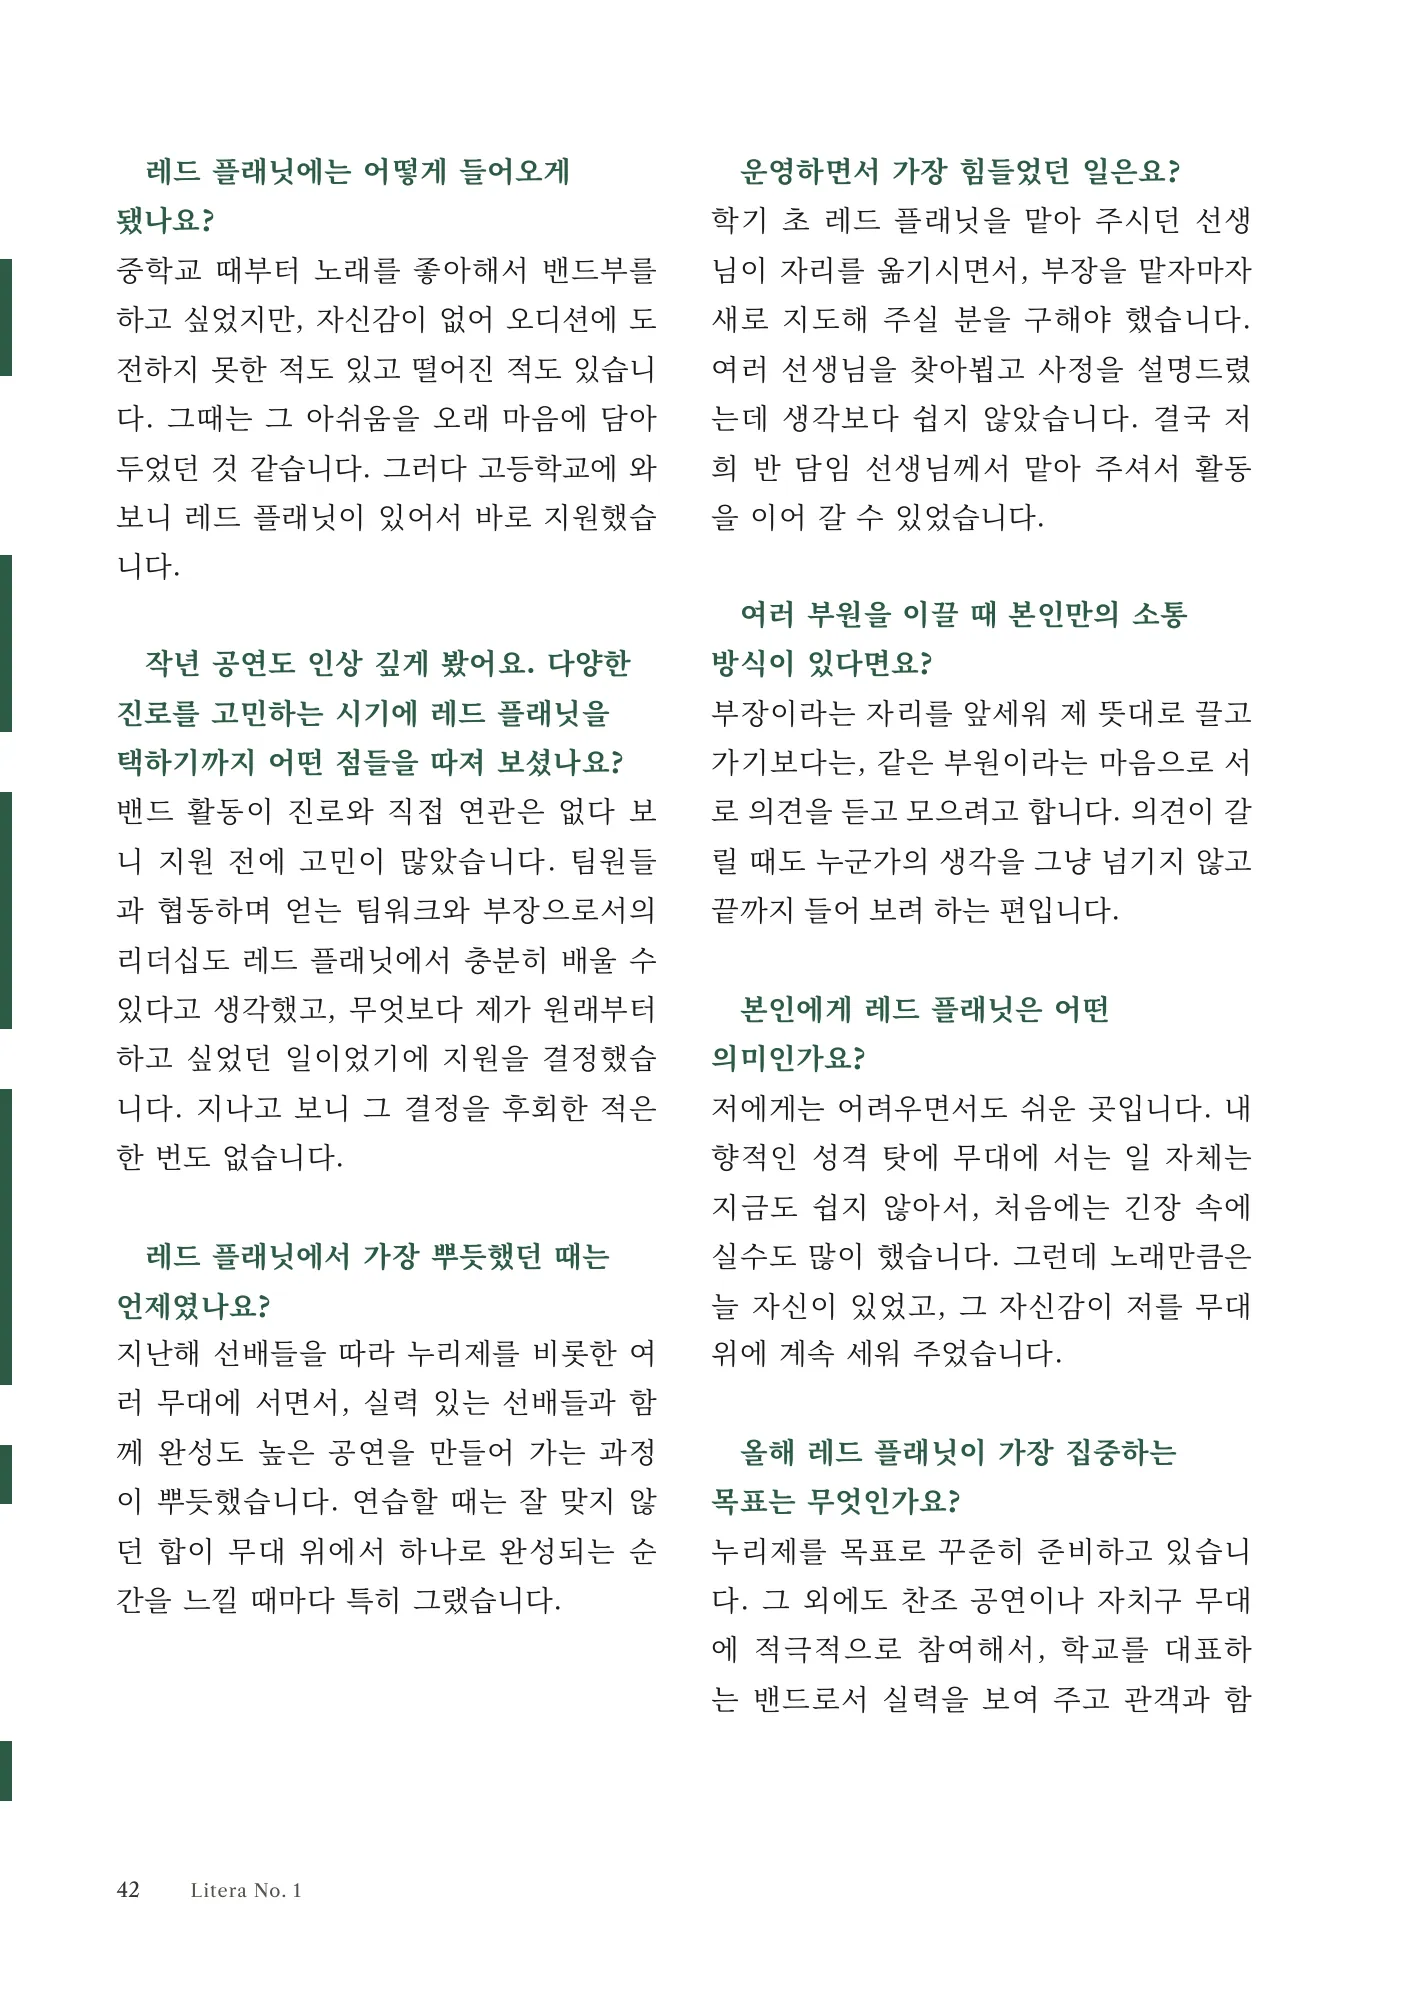 레드 플래닛에는 어떻게 들어오게
됐나요?
중학교 때부터 노래를 좋아해서 밴드부를
하고 싶었지만, 자신감이 없어 오디션에 도
전하지 못한 적도 있고 떨어진 적도 있습니
다. 그때는 그 아쉬움을 오래 마음에 담아
두었던 것 같습니다. 그러다 고등학교에 와
보니 레드 플래닛이 있어서 바로 지원했습
니다.
작년 공연도 인상 깊게 봤어요. 다양한
진로를 고민하는 시기에 레드 플래닛을
택하기까지 어떤 점들을 따져 보셨나요?
밴드 활동이 진로와 직접 연관은 없다 보
니 지원 전에 고민이 많았습니다. 팀원들
과 협동하며 얻는 팀워크와 부장으로서의
리더십도 레드 플래닛에서 충분히 배울 수
있다고 생각했고, 무엇보다 제가 원래부터
하고 싶었던 일이었기에 지원을 결정했습
니다. 지나고 보니 그 결정을 후회한 적은
한 번도 없습니다.
레드 플래닛에서 가장 뿌듯했던 때는
언제였나요?
지난해 선배들을 따라 누리제를 비롯한 여
러 무대에 서면서, 실력 있는 선배들과 함
께 완성도 높은 공연을 만들어 가는 과정
이 뿌듯했습니다. 연습할 때는 잘 맞지 않
던 합이 무대 위에서 하나로 완성되는 순
간을 느낄 때마다 특히 그랬습니다.
운영하면서 가장 힘들었던 일은요?
학기 초 레드 플래닛을 맡아 주시던 선생
님이 자리를 옮기시면서, 부장을 맡자마자
새로 지도해 주실 분을 구해야 했습니다.
여러 선생님을 찾아뵙고 사정을 설명드렸
는데 생각보다 쉽지 않았습니다. 결국 저
희 반 담임 선생님께서 맡아 주셔서 활동
을 이어 갈 수 있었습니다.
여러 부원을 이끌 때 본인만의 소통
방식이 있다면요?
부장이라는 자리를 앞세워 제 뜻대로 끌고
가기보다는, 같은 부원이라는 마음으로 서
로 의견을 듣고 모으려고 합니다. 의견이 갈
릴 때도 누군가의 생각을 그냥 넘기지 않고
끝까지 들어 보려 하는 편입니다.
본인에게 레드 플래닛은 어떤
의미인가요?
저에게는 어려우면서도 쉬운 곳입니다. 내
향적인 성격 탓에 무대에 서는 일 자체는
지금도 쉽지 않아서, 처음에는 긴장 속에
실수도 많이 했습니다. 그런데 노래만큼은
늘 자신이 있었고, 그 자신감이 저를 무대
위에 계속 세워 주었습니다.
올해 레드 플래닛이 가장 집중하는
목표는 무엇인가요?
누리제를 목표로 꾸준히 준비하고 있습니
다. 그 외에도 찬조 공연이나 자치구 무대
에 적극적으로 참여해서, 학교를 대표하
는 밴드로서 실력을 보여 주고 관객과 함
42 Litera No. 1